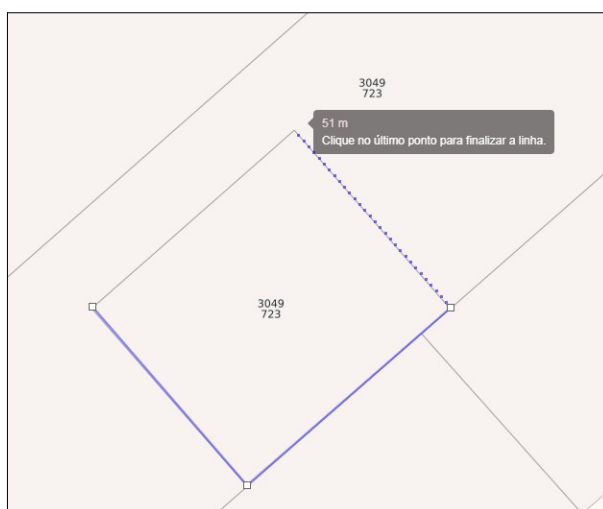 3049
723
51 m
Clique no último ponto para finalizar a linha.
3049
723